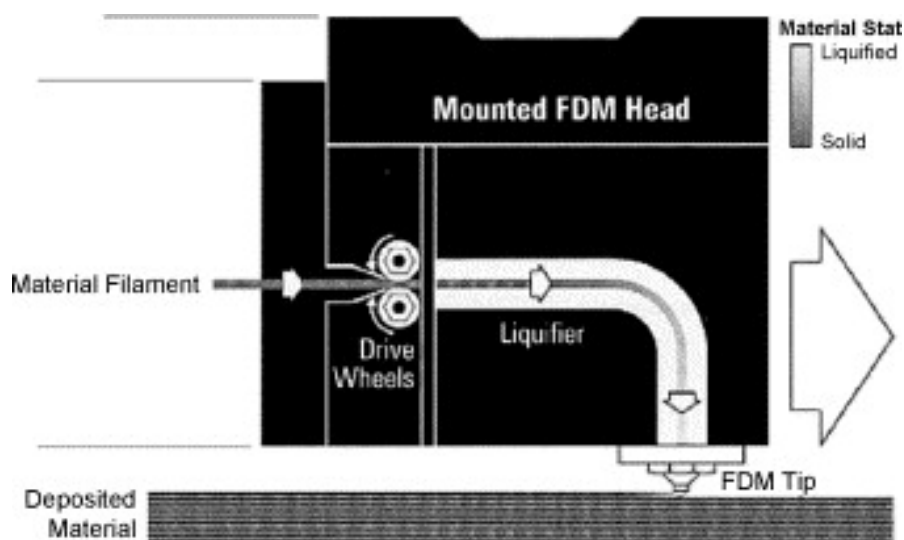 Material Stat
Liquified
Solid
Mounted FDM Head
Material Filament
Drive
Wheels
Liquifier
FDM Tip
Deposited
Material